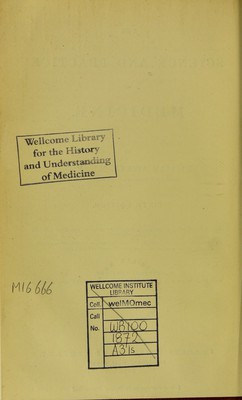 Wellcome Library
for the History
and Understanding
of Medicine
M16666
WELLCOME INSTITUTE
LIBRARY
Coll. welMOmec
Call
No. WB100
1872
A31s